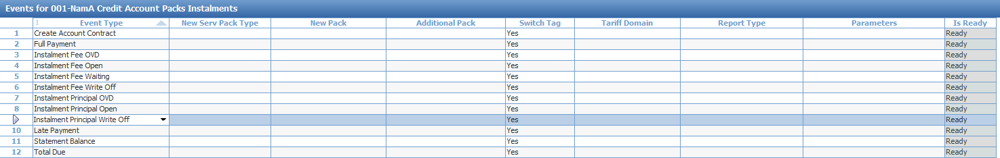 Events for 001-NamA Credit Account Packs Instalments
1 Event Type New Serv Pack Type New Pack Additional Pack Switch Tag Tariff Domain Report Type Parameters Is Ready
1 Create Account Contract Yes Ready
2 Full Payment Yes Ready
3 Instalment Fee OVD Yes Ready
4 Instalment Fee Open Yes Ready
5 Instalment Fee Waiting Yes Ready
6 Instalment Fee Write Off Yes Ready
7 Instalment Principal OVD Yes Ready
8 Instalment Principal Open Yes Ready
Instalment Principal Write Off Yes Ready
10 Late Payment Yes Ready
11 Statement Balance Yes Ready
12 Total Due Yes Ready